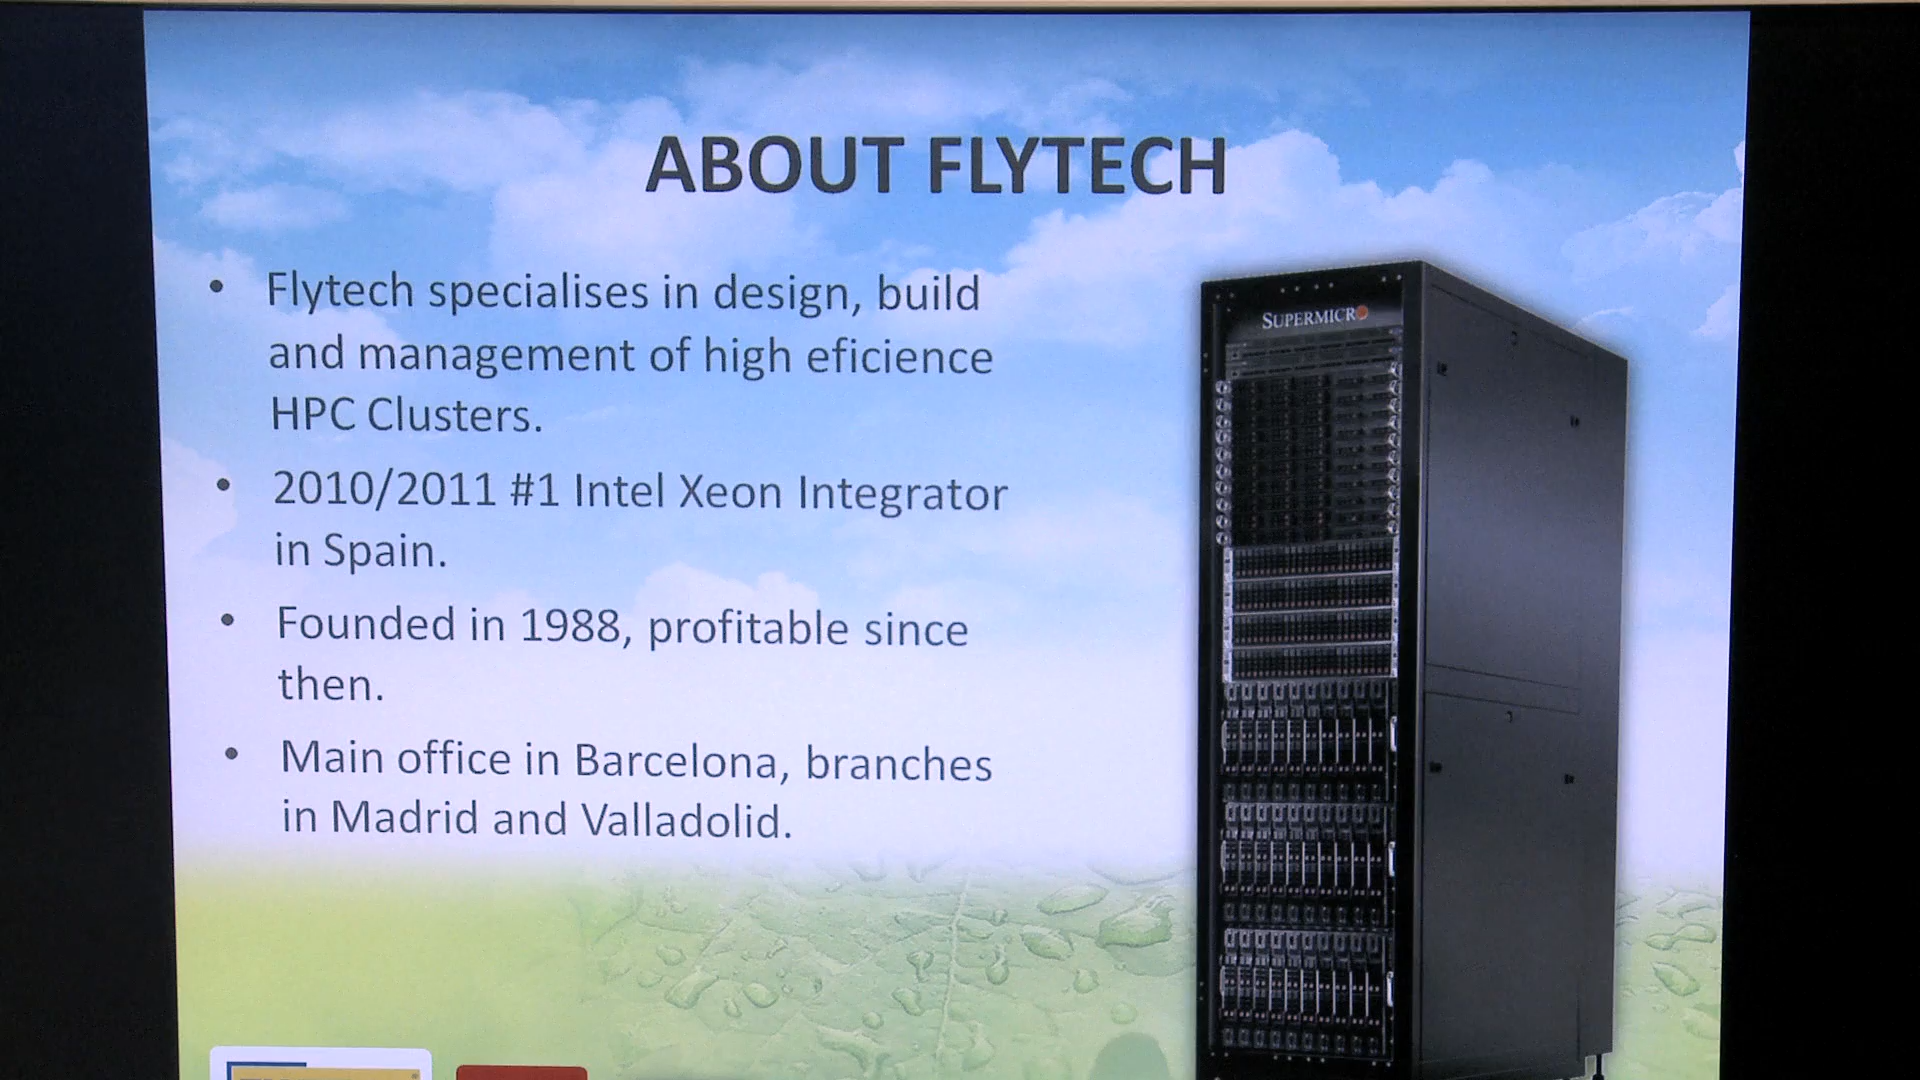 ABOUT FLYTECH
• Flytech specialises in design, build
and management of high eficience
HPC Clusters.
• 2010/2011 #1 Intel Xeon Integrator
in Spain.
• Founded in 1988, profitable since
then.
• Main office in Barcelona, branches
in Madrid and Valladolid.
SUPERMICRO